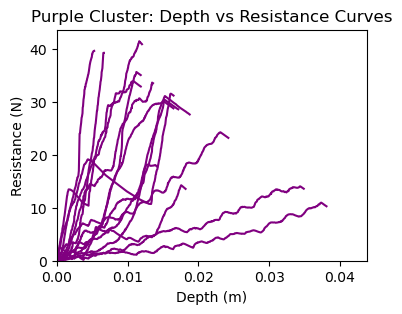 Purple Cluster: Depth vs Resistance Curves
40
30
20
10
0
Resistance (N)
0.00 0.01 0.02 0.03 0.04
Depth (m)